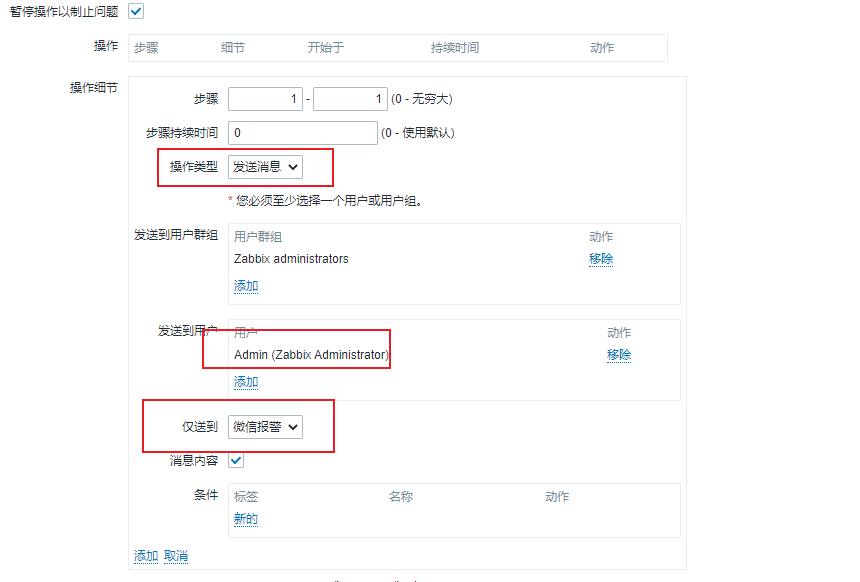 暂停操作以制止问题
操作 步骤 细节 开始于 持续时间 动作
操作细节
步骤 1 - 1 (0 - 无穷大)
步骤持续时间 0 (0 - 使用默认)
操作类型 发送消息
* 您必须至少选择一个用户或用户组。
发送到用户群组 用户群组 动作
Zabbix administrators 移除
添加
发送到用户 用户 动作
Admin (Zabbix Administrator) 移除
添加
仅送到 微信报警
消息内容
条件 标签 名称 动作
新的
添加 取消